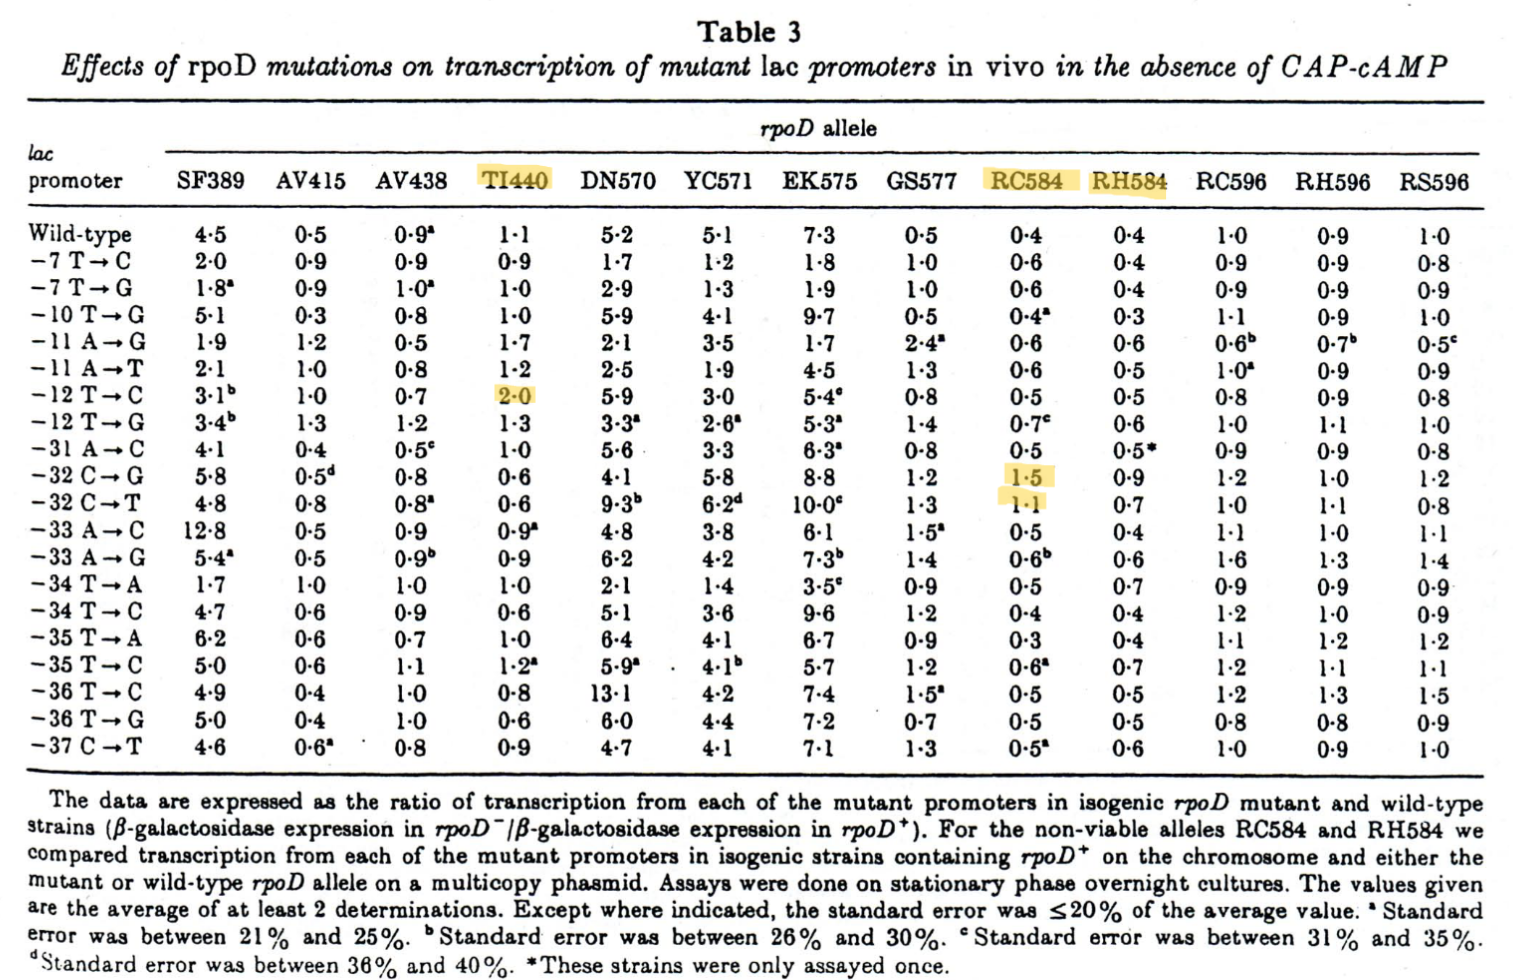 Table 3
Effects of rpoD mutations on transcription of mutant lac promoters in vivo in the absence of CAP-cAMP
rpoD allele
lac
promoter SF389 AV415 AV438 TI440 DN570 YC571 EK575 GS577 RC584 RH584 RC596 RH596 RS596
Wild-type 4·5 0·5 0·9ᵃ 1·1 5·2 5·1 7·3 0·5 0·4 0·4 1·0 0·9 1·0
−7 T→C 2·0 0·9 0·9 0·9 1·7 1·2 1·8 1·0 0·6 0·4 0·9 0·9 0·8
−7 T→G 1·8ᵃ 0·9 1·0ᵃ 1·0 2·9 1·3 1·9 1·0 0·6 0·4 0·9 0·9 0·9
−10 T→G 5·1 0·3 0·8 1·0 5·9 4·1 9·7 0·5 0·4ᵃ 0·3 1·1 0·9 1·0
−11 A→G 1·9 1·2 0·5 1·7 2·1 3·5 1·7 2·4ᵃ 0·6 0·6 0·6ᵇ 0·7ᵇ 0·5ᶜ
−11 A→T 2·1 1·0 0·8 1·2 2·5 1·9 4·5 1·3 0·6 0·5 1·0ᵃ 0·9 0·9
−12 T→C 3·1ᵇ 1·0 0·7 2·0 5·9 3·0 5·4ᶜ 0·8 0·5 0·5 0·8 0·9 0·8
−12 T→G 3·4ᵇ 1·3 1·2 1·3 3·3ᵃ 2·6ᵃ 5·3ᵃ 1·4 0·7ᶜ 0·6 1·0 1·1 1·0
−31 A→C 4·1 0·4 0·5ᶜ 1·0 5·6 3·3 6·3ᵃ 0·8 0·5 0·5* 0·9 0·9 0·8
−32 C→G 5·8 0·5ᵈ 0·8 0·6 4·1 5·8 8·8 1·2 1·5 0·9 1·2 1·0 1·2
−32 C→T 4·8 0·8 0·8ᵃ 0·6 9·3ᵇ 6·2ᵈ 10·0ᶜ 1·3 1·1 0·7 1·0 1·1 0·8
−33 A→C 12·8 0·5 0·9 0·9ᵃ 4·8 3·8 6·1 1·5ᵃ 0·5 0·4 1·1 1·0 1·1
−33 A→G 5·4ᵃ 0·5 0·9ᵇ 0·9 6·2 4·2 7·3ᵇ 1·4 0·6ᵇ 0·6 1·6 1·3 1·4
−34 T→A 1·7 1·0 1·0 1·0 2·1 1·4 3·5ᶜ 0·9 0·5 0·7 0·9 0·9 0·9
−34 T→C 4·7 0·6 0·9 0·6 5·1 3·6 9·6 1·2 0·4 0·4 1·2 1·0 0·9
−35 T→A 6·2 0·6 0·7 1·0 6·4 4·1 6·7 0·9 0·3 0·4 1·1 1·2 1·2
−35 T→C 5·0 0·6 1·1 1·2ᵃ 5·9ᵃ 4·1ᵇ 5·7 1·2 0·6ᵃ 0·7 1·2 1·1 1·1
−36 T→C 4·9 0·4 1·0 0·8 13·1 4·2 7·4 1·5ᵃ 0·5 0·5 1·2 1·3 1·5
−36 T→G 5·0 0·4 1·0 0·6 6·0 4·4 7·2 0·7 0·5 0·5 0·8 0·8 0·9
−37 C→T 4·6 0·6ᵃ 0·8 0·9 4·7 4·1 7·1 1·3 0·5ᵃ 0·6 1·0 0·9 1·0
The data are expressed as the ratio of transcription from each of the mutant promoters in isogenic rpoD mutant and wild-type
strains (β-galactosidase expression in rpoD⁻/β-galactosidase expression in rpoD⁺). For the non-viable alleles RC584 and RH584 we
compared transcription from each of the mutant promoters in isogenic strains containing rpoD⁺ on the chromosome and either the
mutant or wild-type rpoD allele on a multicopy phasmid. Assays were done on stationary phase overnight cultures. The values given
are the average of at least 2 determinations. Except where indicated, the standard error was ≤20% of the average value. ᵃ Standard
error was between 21% and 25%. ᵇ Standard error was between 26% and 30%. ᶜ Standard error was between 31% and 35%.
ᵈ Standard error was between 36% and 40%. *These strains were only assayed once.